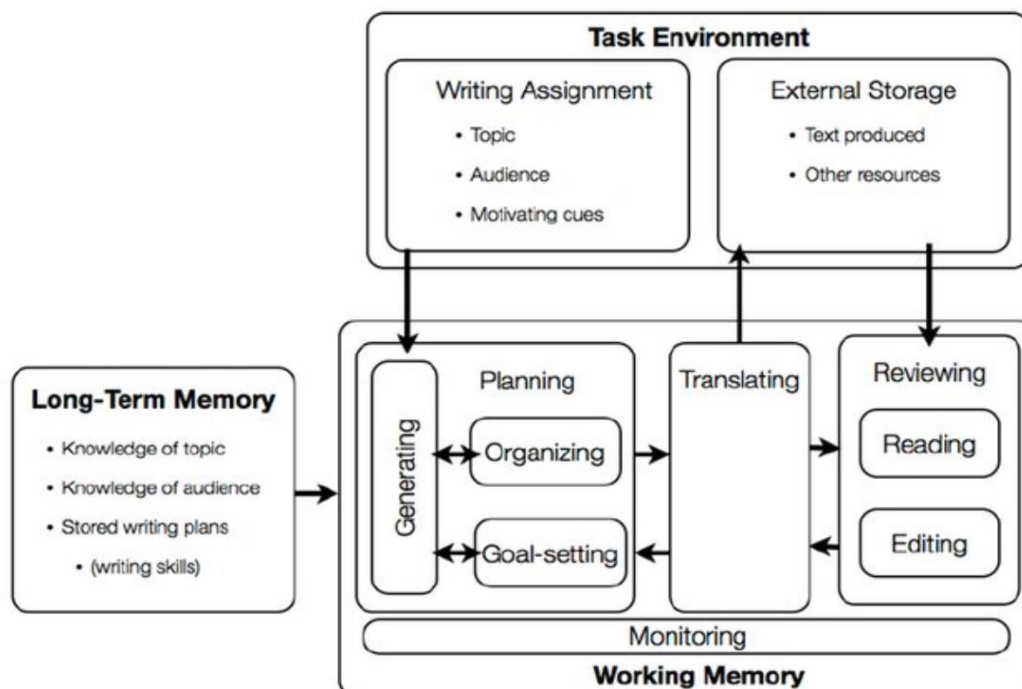 Task Environment
Writing Assignment
• Topic
• Audience
• Motivating cues
External Storage
• Text produced
• Other resources
Long-Term Memory
• Knowledge of topic
• Knowledge of audience
• Stored writing plans
• (writing skills)
Planning
Generating
Organizing
Goal-setting
Translating
Reviewing
Reading
Editing
Monitoring
Working Memory